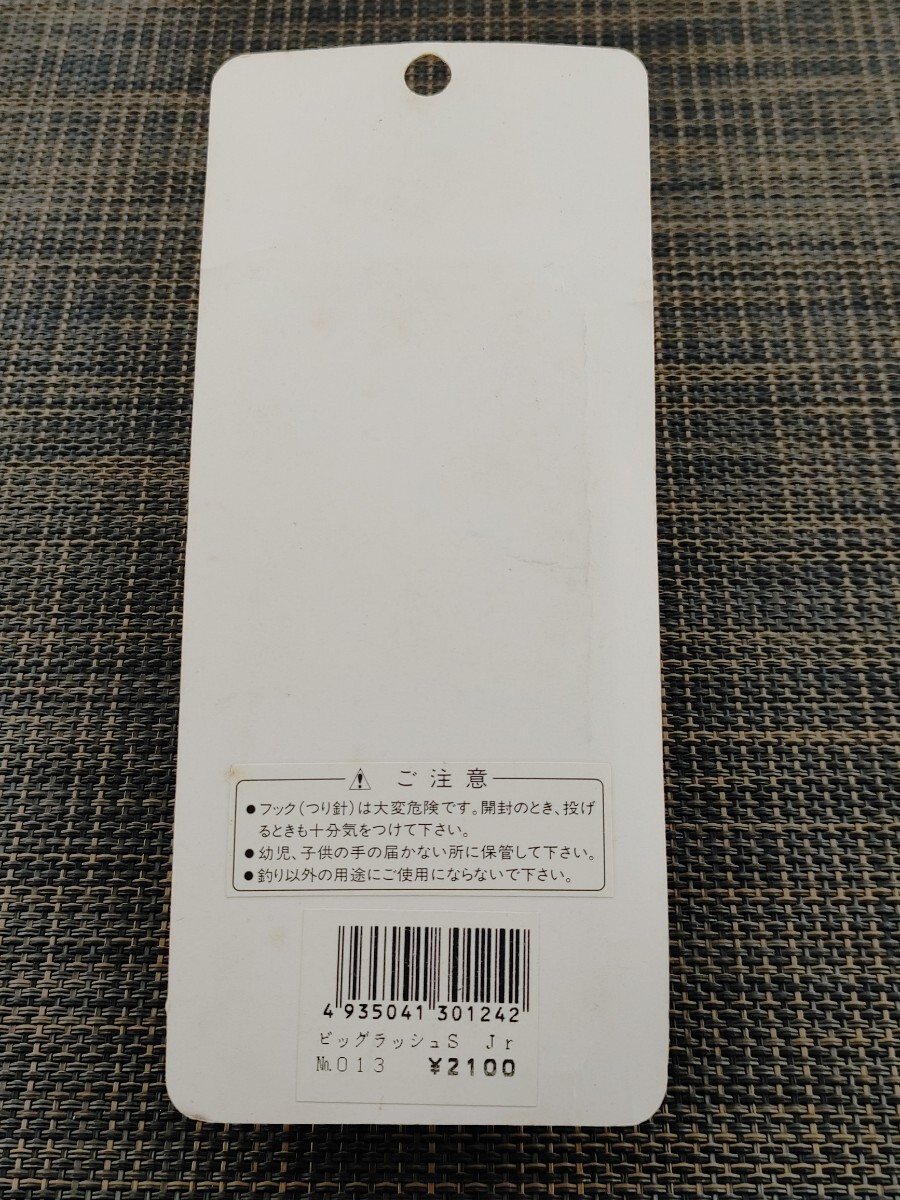 ⚠ ご注意
●フック(つり針)は大変危険です。開封のとき、投げ
るときも十分気をつけて下さい。
●幼児、子供の手の届かない所に保管して下さい。
●釣り以外の用途にご使用にならないで下さい。
4 935041 301242
ビッグラッシュS Jr
№013 ¥2100